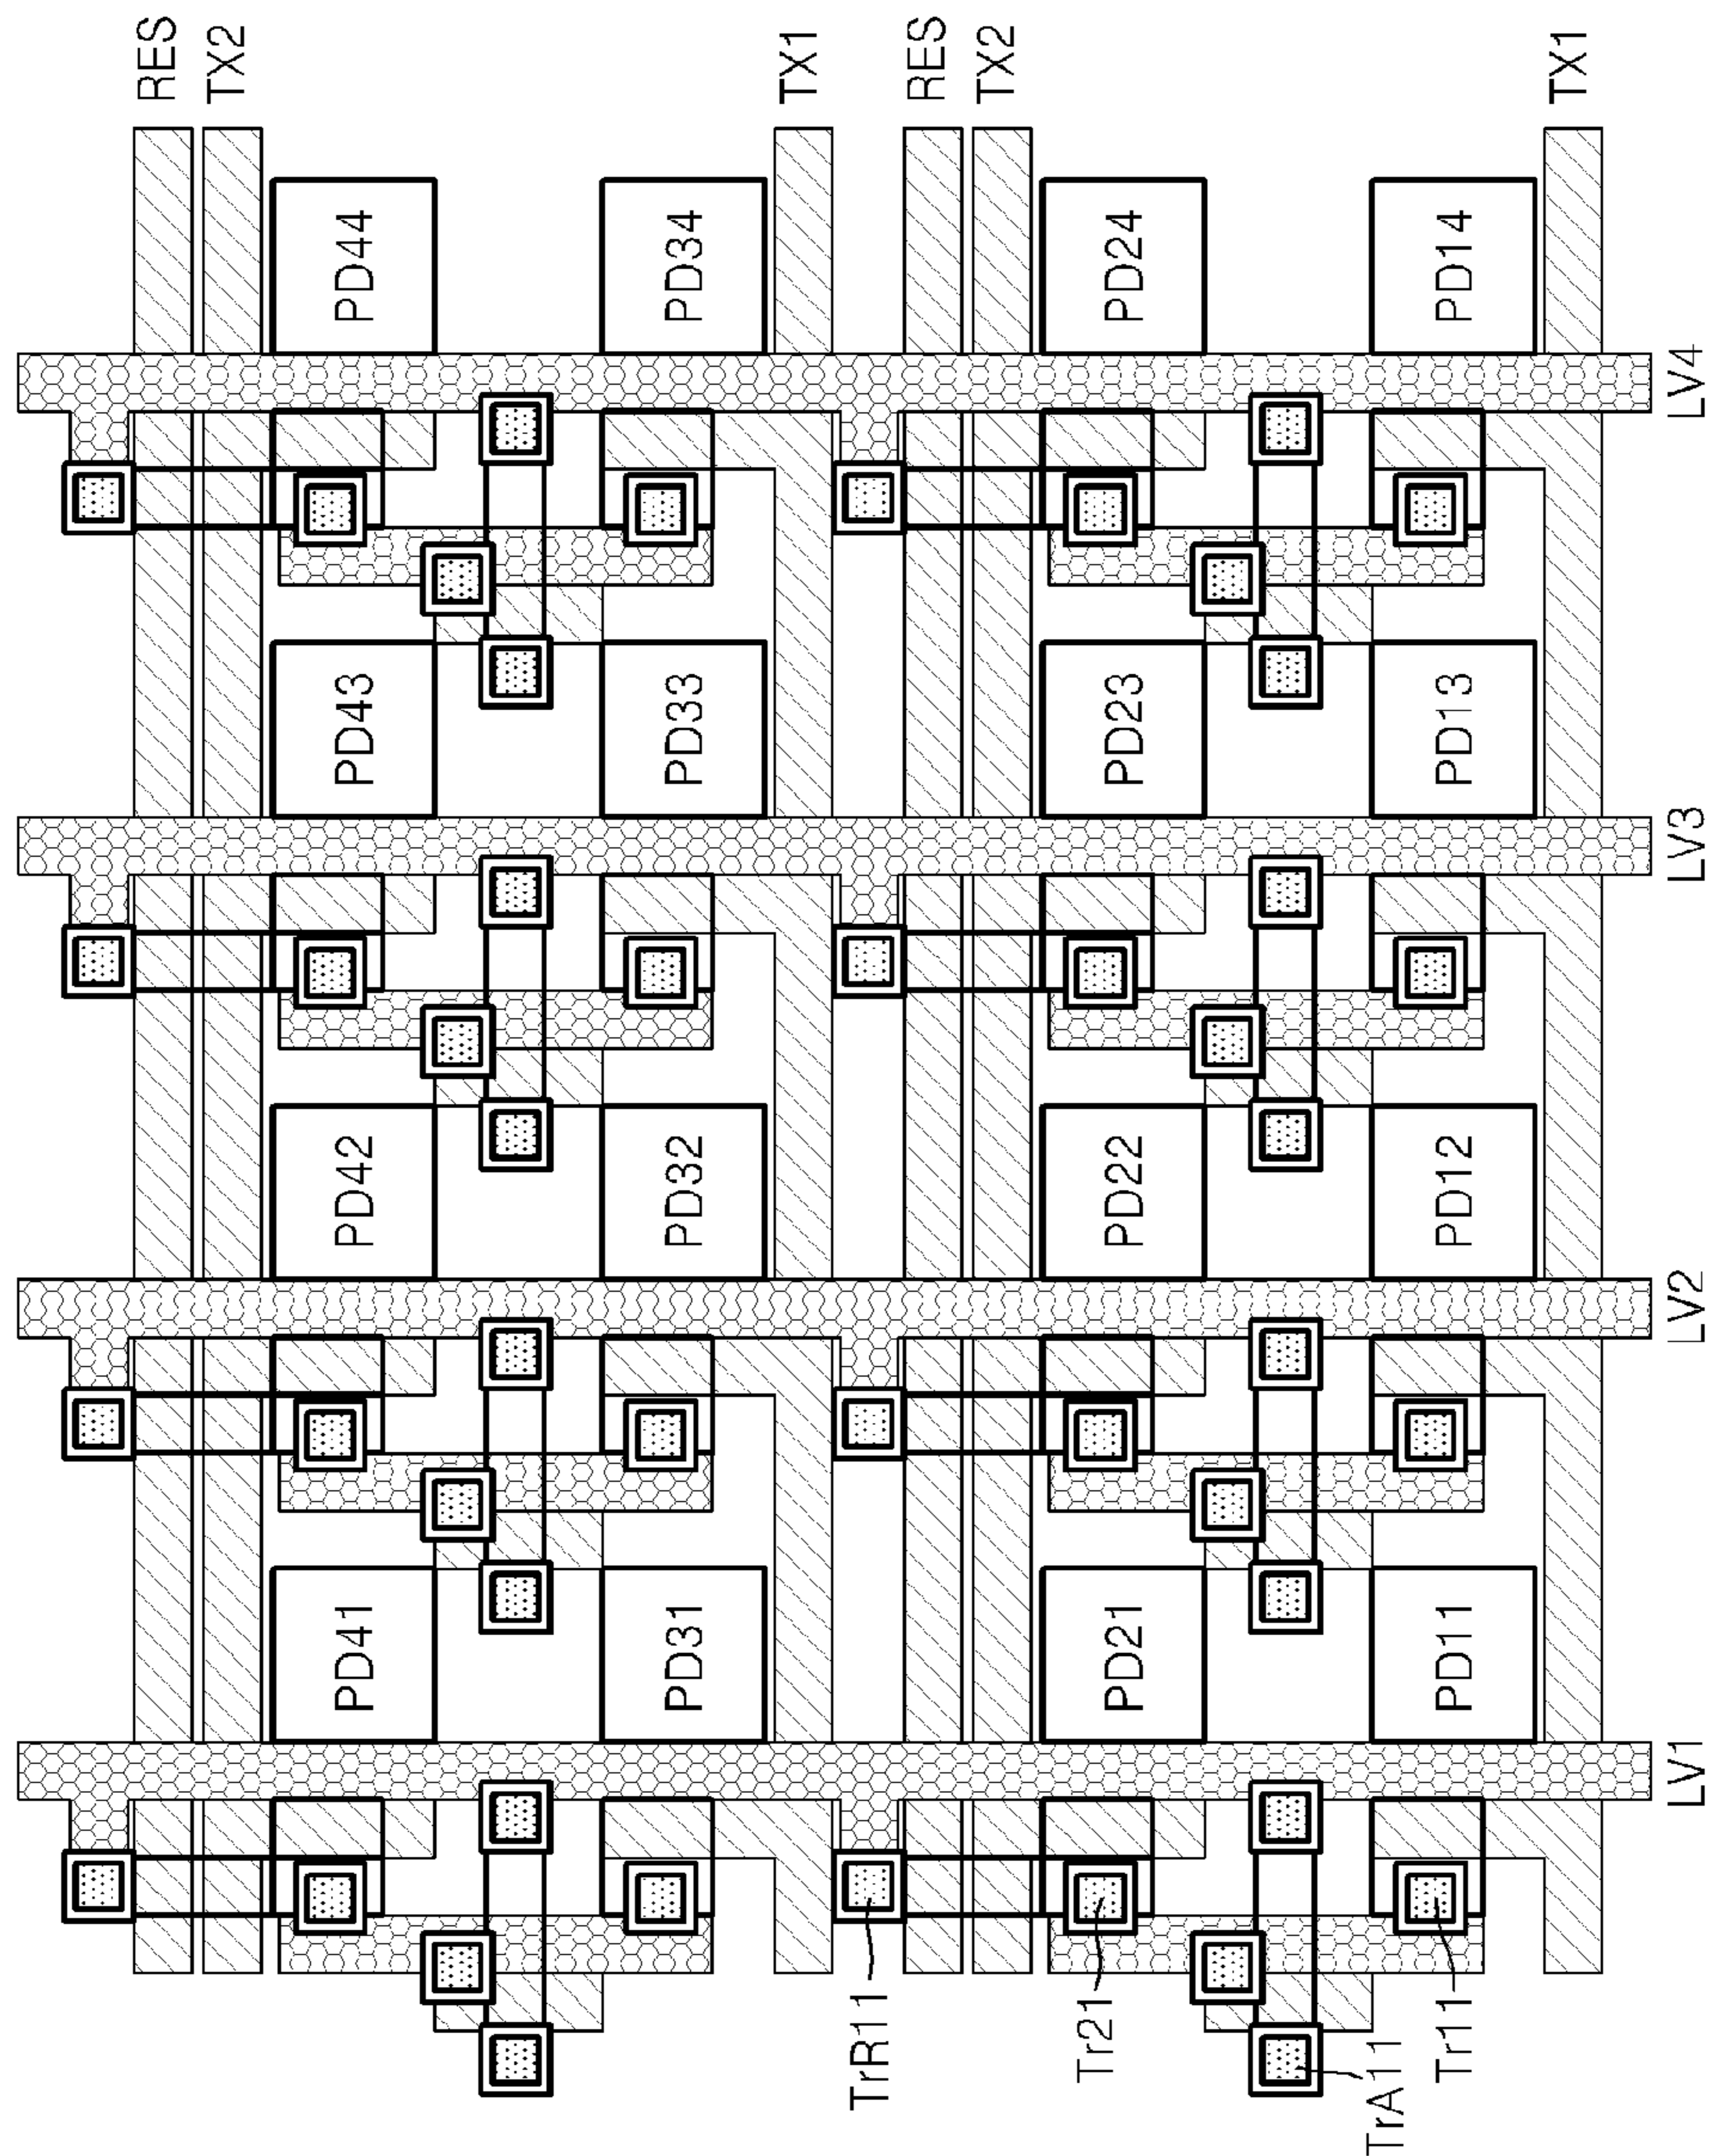 RES
TX2
TX1
RES
TX2
TX1
PD44
PD34
PD24
PD14
LV4
PD43
PD33
PD23
PD13
LV3
PD42
PD32
PD22
PD12
LV2
PD41
PD31
PD21
PD11
LV1
TrR11
Tr21
TrA11
Tr11